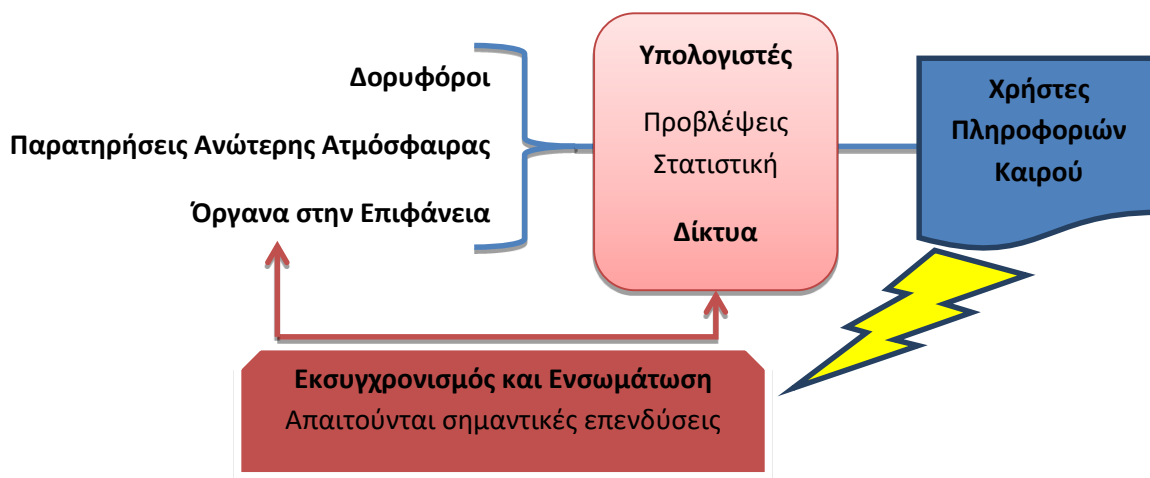 Δορυφόροι
Παρατηρήσεις Ανώτερης Ατμόσφαιρας
Όργανα στην Επιφάνεια
Υπολογιστές
Προβλέψεις
Στατιστική
Δίκτυα
Χρήστες
Πληροφοριών
Καιρού
Εκσυγχρονισμός και Ενσωμάτωση
Απαιτούνται σημαντικές επενδύσεις